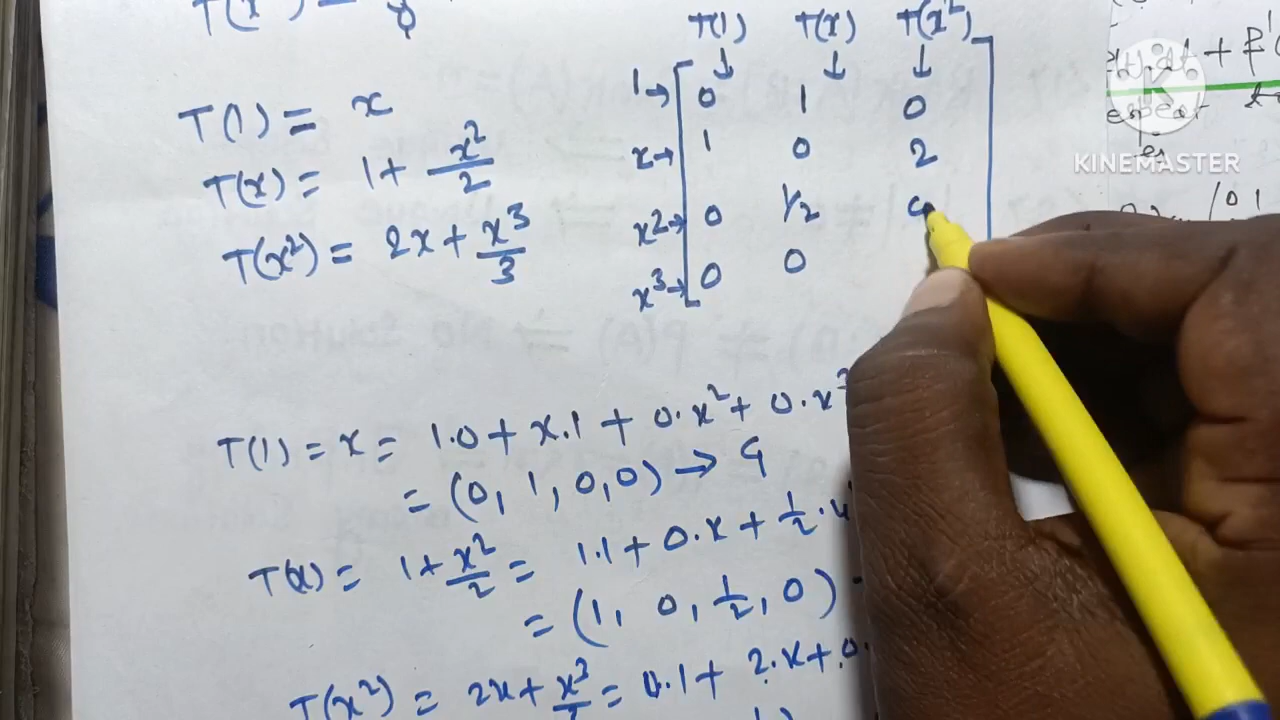 T(1) T(x) T(x²)
↓ ↓ ↓
1→ 0 1 0
x→ 1 0 2
x²→ 0 1/2
x³→ 0 0
T(1) = x
T(x) = 1 + x²/2
T(x²) = 2x + x³/3
T(1) = x = 1.0 + x.1 + 0.x² + 0.x³
= (0, 1, 0, 0) →
T(x) = 1 + x²/2 = 1.1 + 0.x + 1/2.
= (1, 0, 1/2, 0)
T(x²) = 2x + x³/3 = 0.1 + 2.x + 0.
KINEMASTER